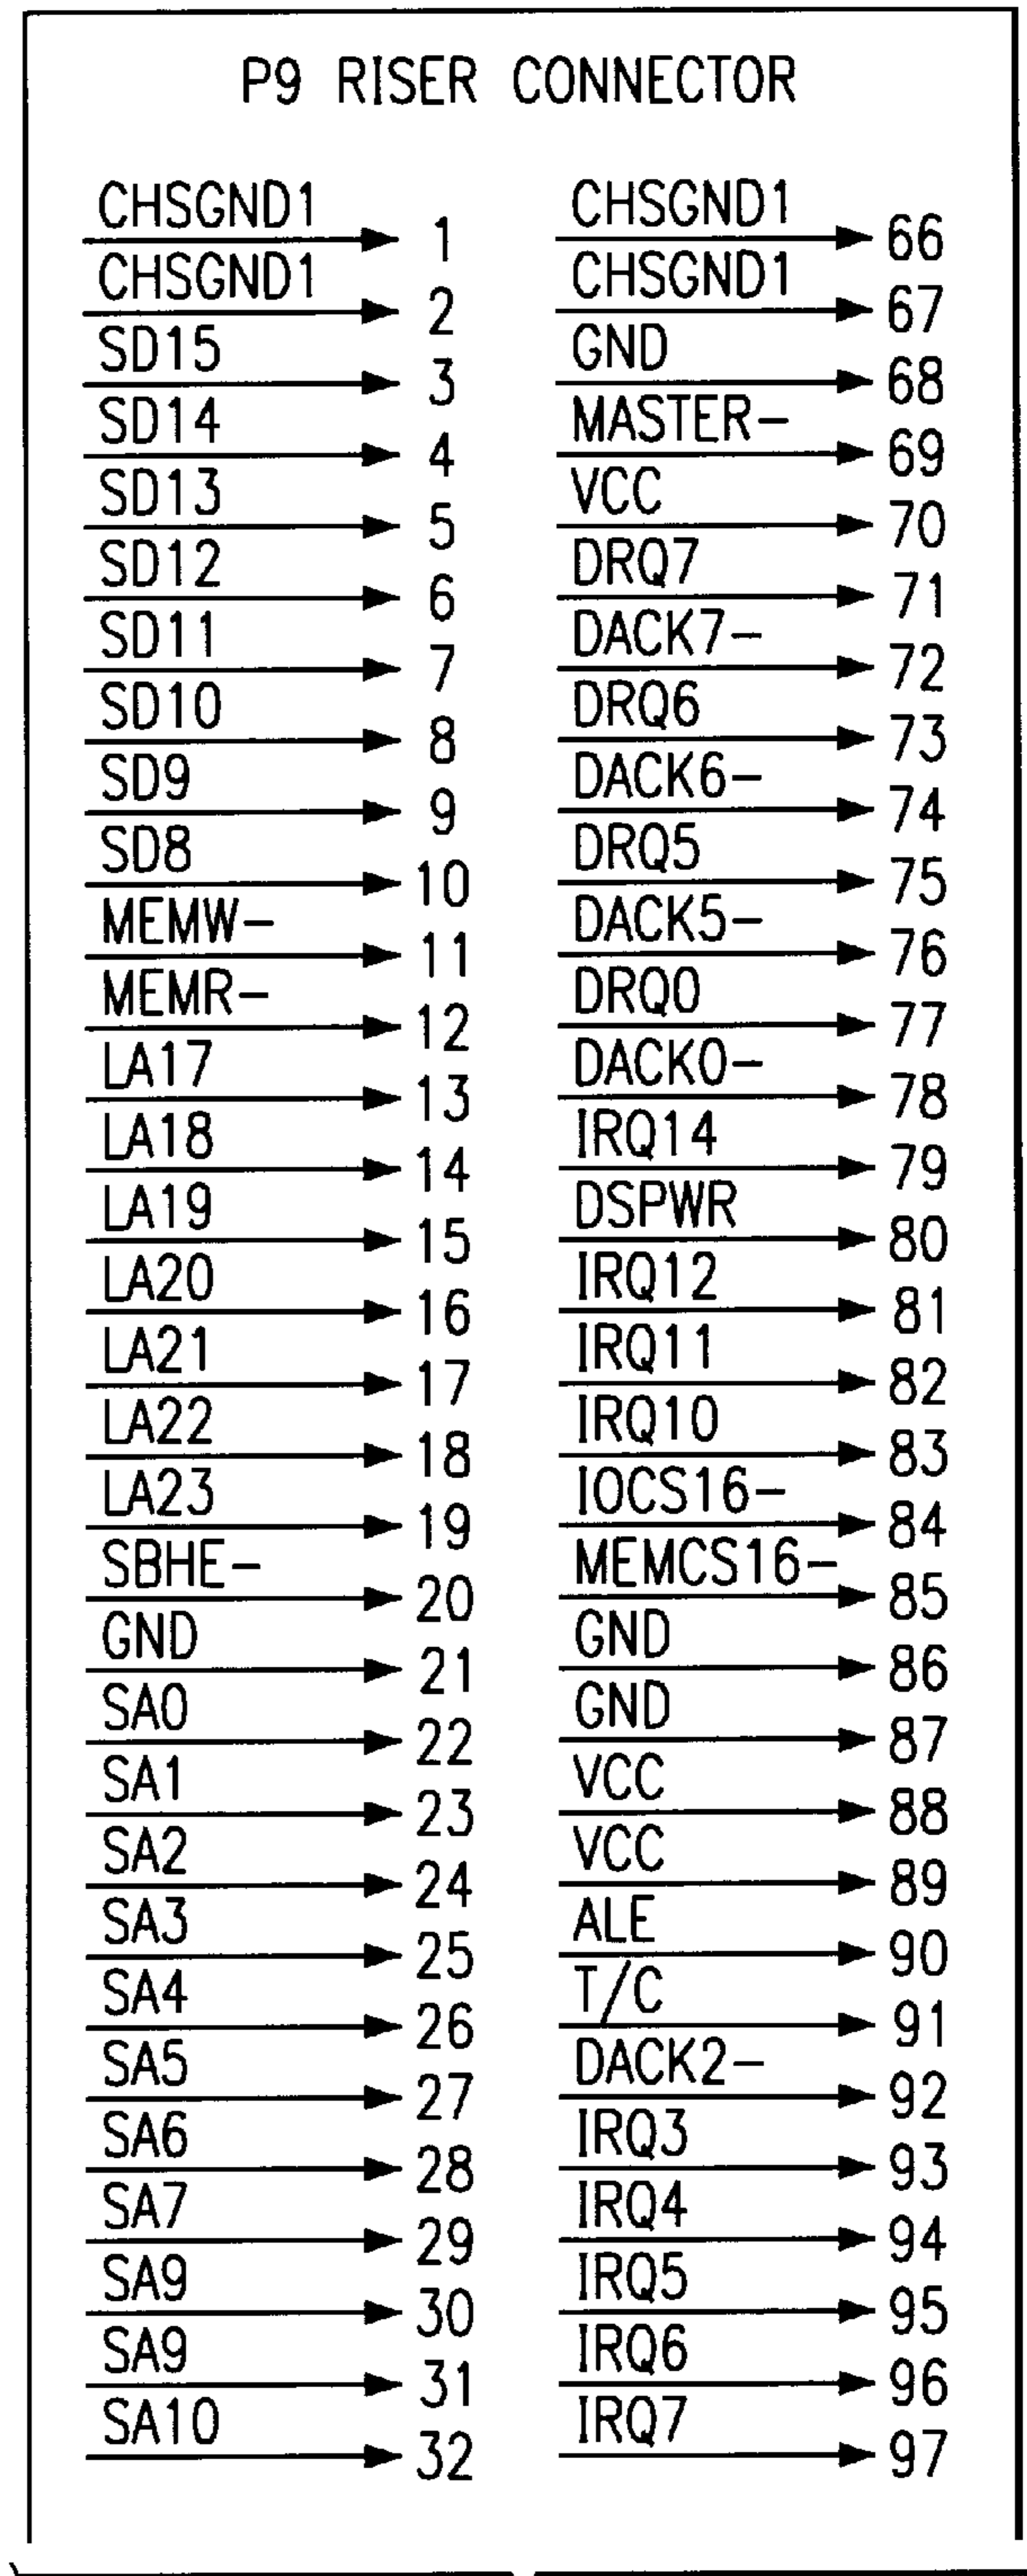 P9 RISER CONNECTOR
CHSGND1 1 CHSGND1 66
CHSGND1 2 CHSGND1 67
SD15 3 GND 68
SD14 4 MASTER- 69
SD13 5 VCC 70
SD12 6 DRQ7 71
SD11 7 DACK7- 72
SD10 8 DRQ6 73
SD9 9 DACK6- 74
SD8 10 DRQ5 75
MEMW- 11 DACK5- 76
MEMR- 12 DRQ0 77
LA17 13 DACK0- 78
LA18 14 IRQ14 79
LA19 15 DSPWR 80
LA20 16 IRQ12 81
LA21 17 IRQ11 82
LA22 18 IRQ10 83
LA23 19 IOCS16- 84
SBHE- 20 MEMCS16- 85
GND 21 GND 86
SA0 22 GND 87
SA1 23 VCC 88
SA2 24 VCC 89
SA3 25 ALE 90
SA4 26 T/C 91
SA5 27 DACK2- 92
SA6 28 IRQ3 93
SA7 29 IRQ4 94
SA9 30 IRQ5 95
SA9 31 IRQ6 96
SA10 32 IRQ7 97